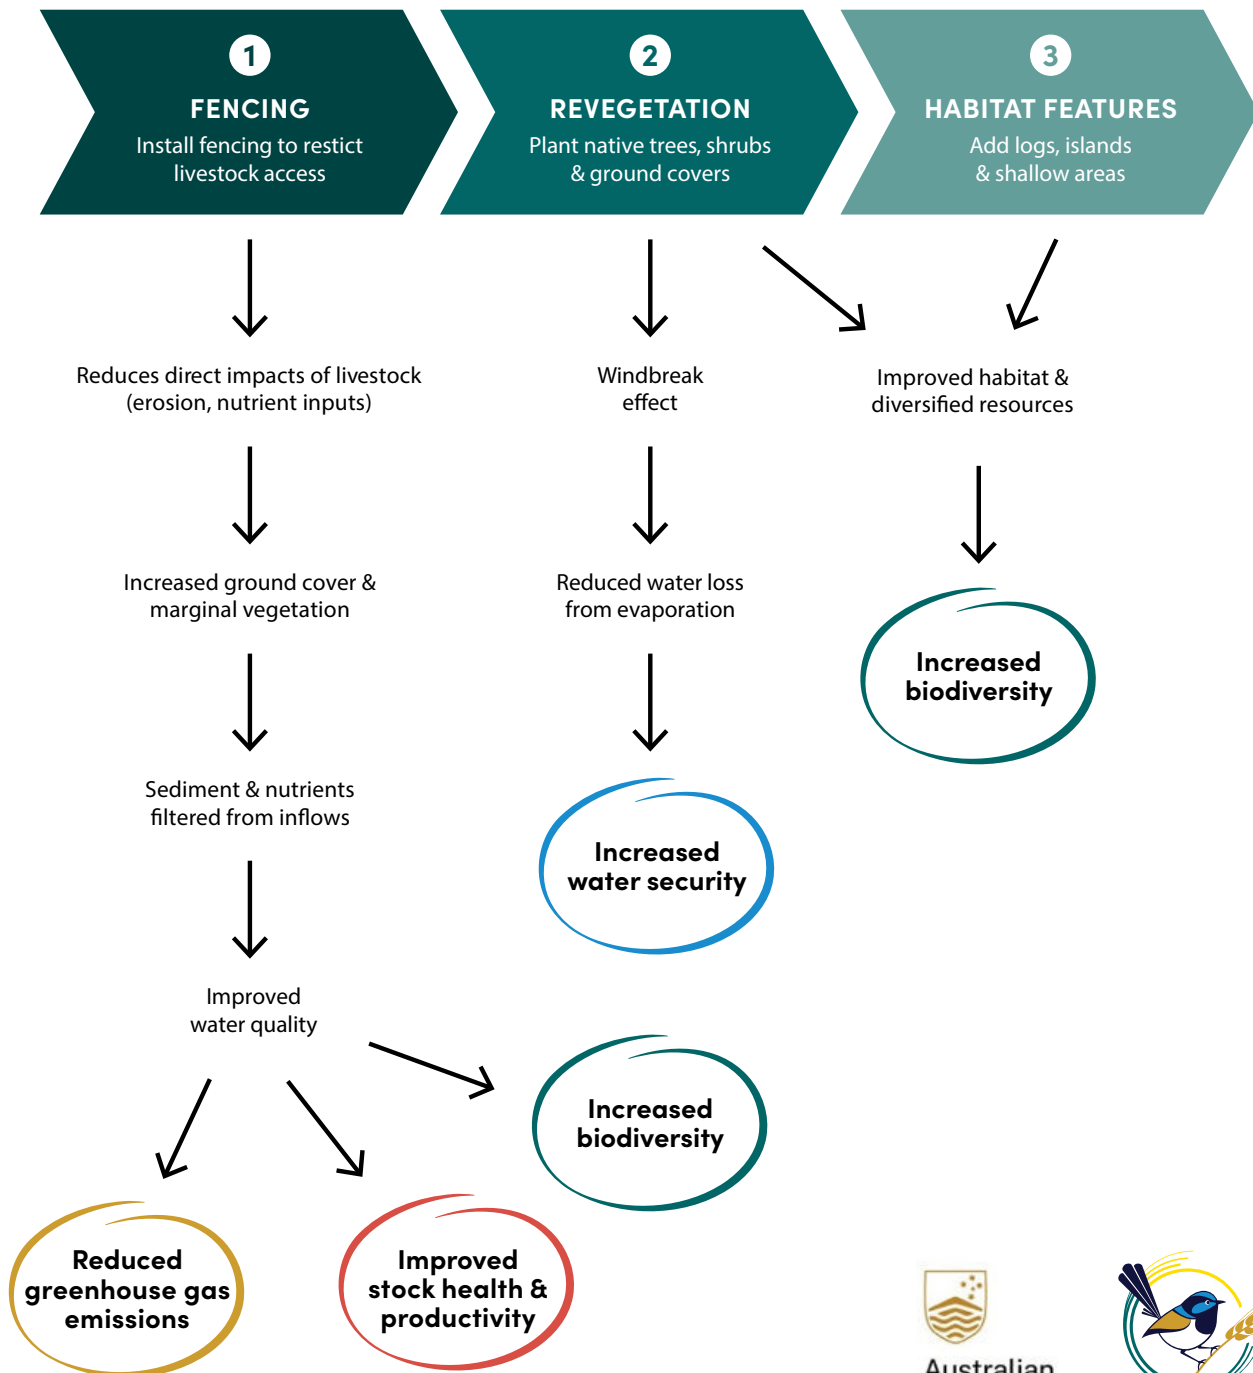 1
FENCING
Install fencing to restict
livestock access
2
REVEGETATION
Plant native trees, shrubs
& ground covers
3
HABITAT FEATURES
Add logs, islands
& shallow areas
Reduces direct impacts of livestock
(erosion, nutrient inputs)
Windbreak
effect
Improved habitat &
diversified resources
Increased ground cover &
marginal vegetation
Reduced water loss
from evaporation
Increased
biodiversity
Sediment & nutrients
filtered from inflows
Increased
water security
Improved
water quality
Increased
biodiversity
Reduced
greenhouse gas
emissions
Improved
stock health &
productivity
Australian